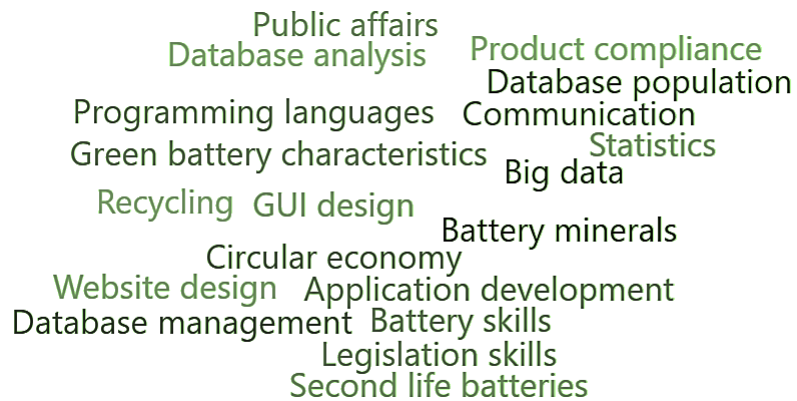 Public affairs
Database analysis
Product compliance
Database population
Programming languages
Communication
Statistics
Green battery characteristics
Big data
Recycling
GUI design
Battery minerals
Circular economy
Website design
Application development
Database management
Battery skills
Legislation skills
Second life batteries